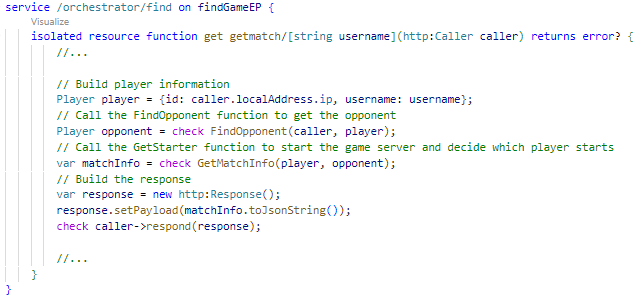 service /orchestrator/find on findGameEP {
Visualize
isolated resource function get getmatch/[string username](http:Caller caller) returns error? {
//...
// Build player information
Player player = {id: caller.localAddress.ip, username: username};
// Call the FindOpponent function to get the opponent
Player opponent = check FindOpponent(caller, player);
// Call the GetStarter function to start the game server and decide which player starts
var matchInfo = check GetMatchInfo(player, opponent);
// Build the response
var response = new http:Response();
response.setPayload(matchInfo.toJsonString());
check caller->respond(response);
//...
}
}